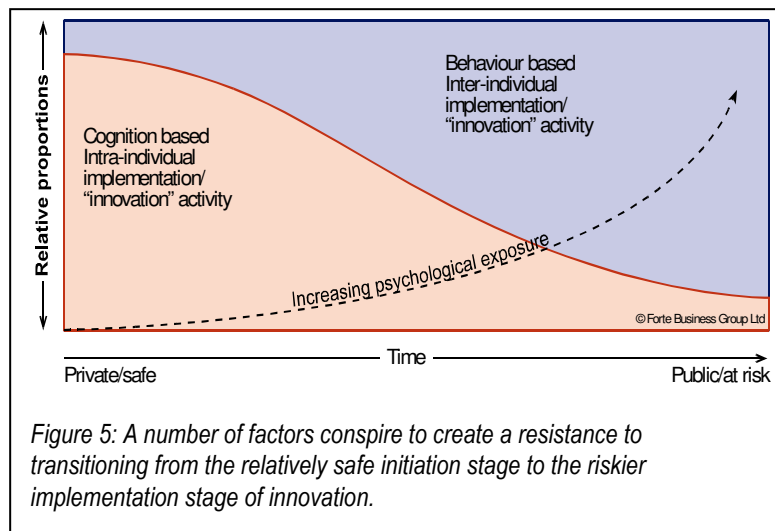 Relative proportions
Behaviour based
Inter-individual
implementation/
“innovation” activity
Cognition based
Intra-individual
implementation/
“innovation” activity
Increasing psychological exposure
© Forte Business Group Ltd
Time
Private/safe
Public/at risk
Figure 5: A number of factors conspire to create a resistance to
transitioning from the relatively safe initiation stage to the riskier
implementation stage of innovation.